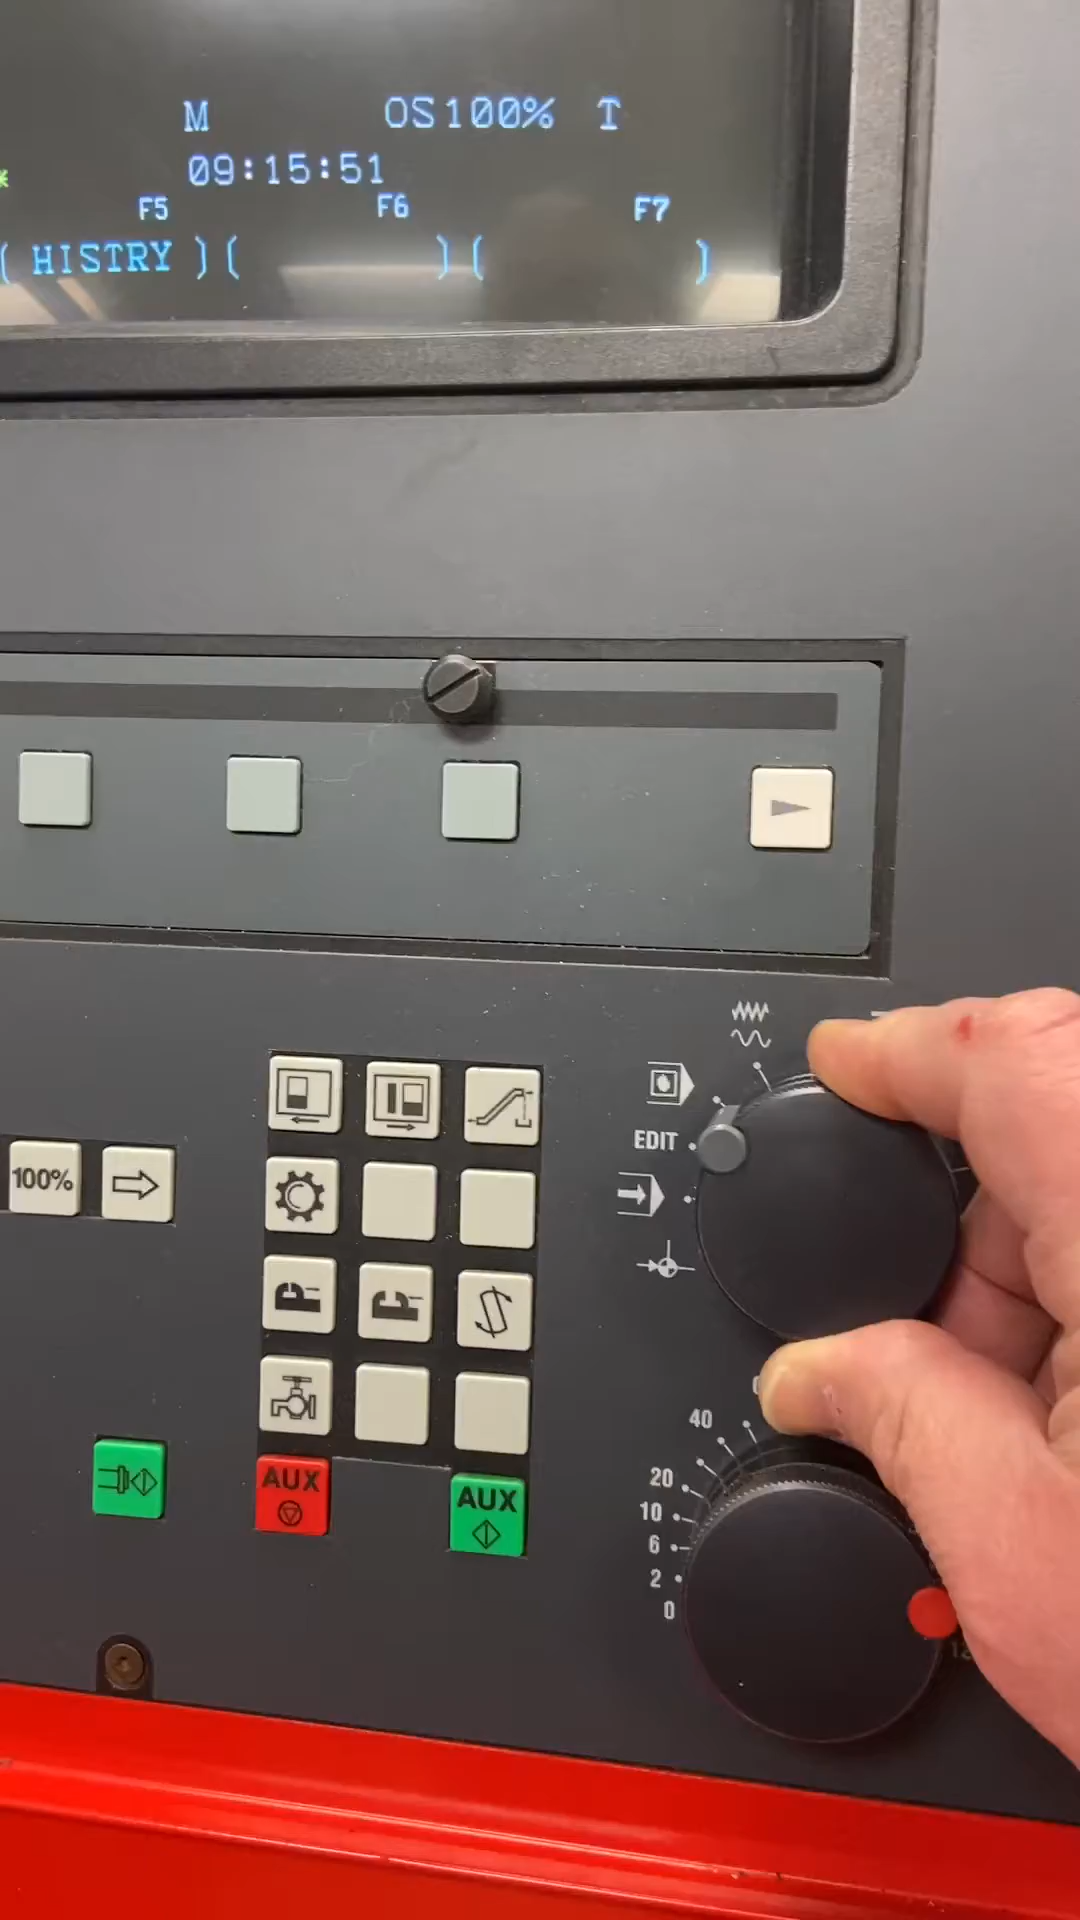 M OS100% T
09:15:51
F5 F6 F7
( HISTRY ) ( ) ( )
EDIT
100%
40
20
10
6
2
0
AUX
AUX